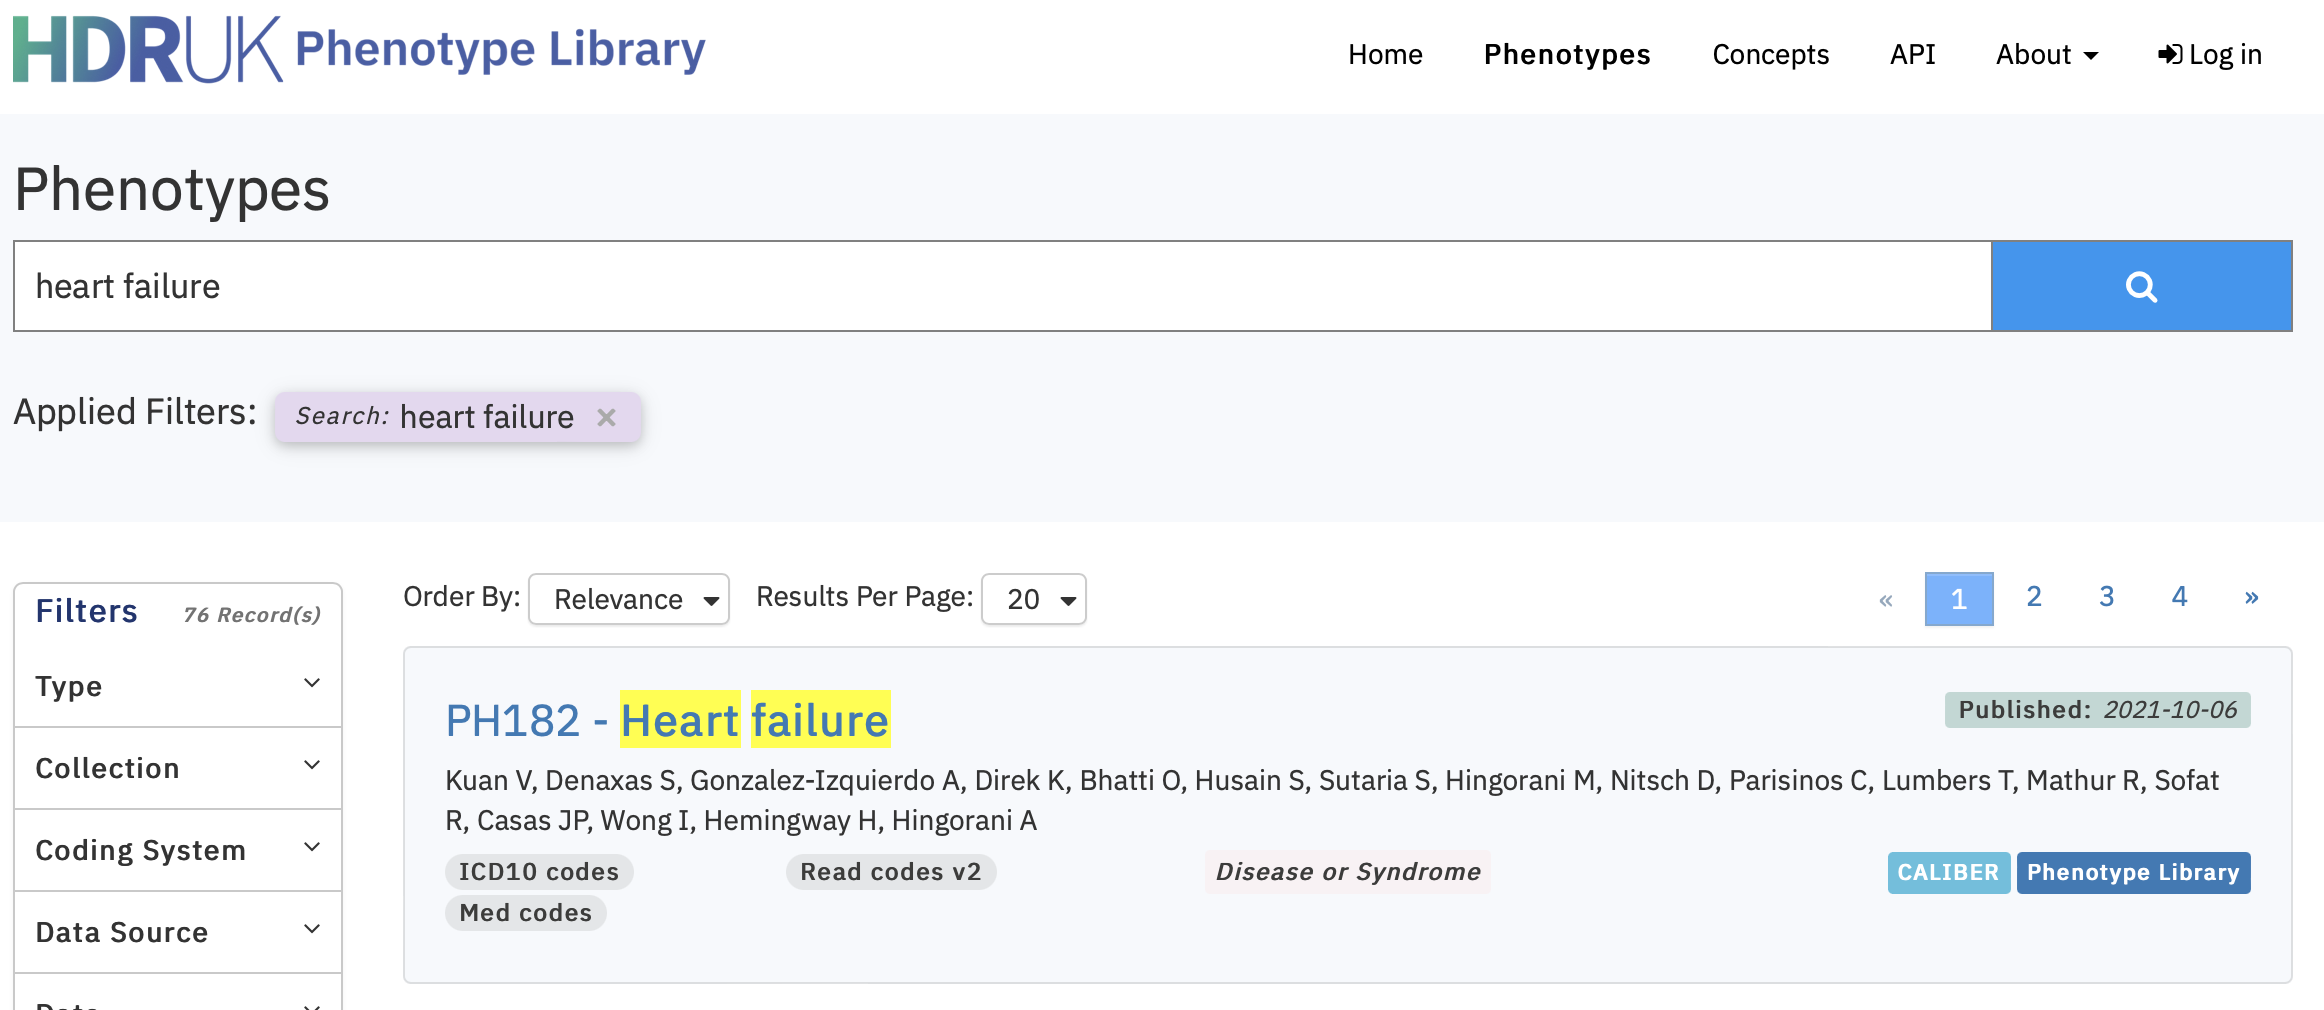 HDRUK Phenotype Library
Home Phenotypes Concepts API About Log in
Phenotypes
heart failure
Applied Filters: Search: heart failure ×
Filters 76 Record(s)
Type
Collection
Coding System
Data Source
Date
Order By: Relevance Results Per Page: 20
« 1 2 3 4 »
PH182 - Heart failure
Published: 2021-10-06
Kuan V, Denaxas S, Gonzalez-Izquierdo A, Direk K, Bhatti O, Husain S, Sutaria S, Hingorani M, Nitsch D, Parisinos C, Lumbers T, Mathur R, Sofat
R, Casas JP, Wong I, Hemingway H, Hingorani A
ICD10 codes Read codes v2 Disease or Syndrome CALIBER Phenotype Library
Med codes